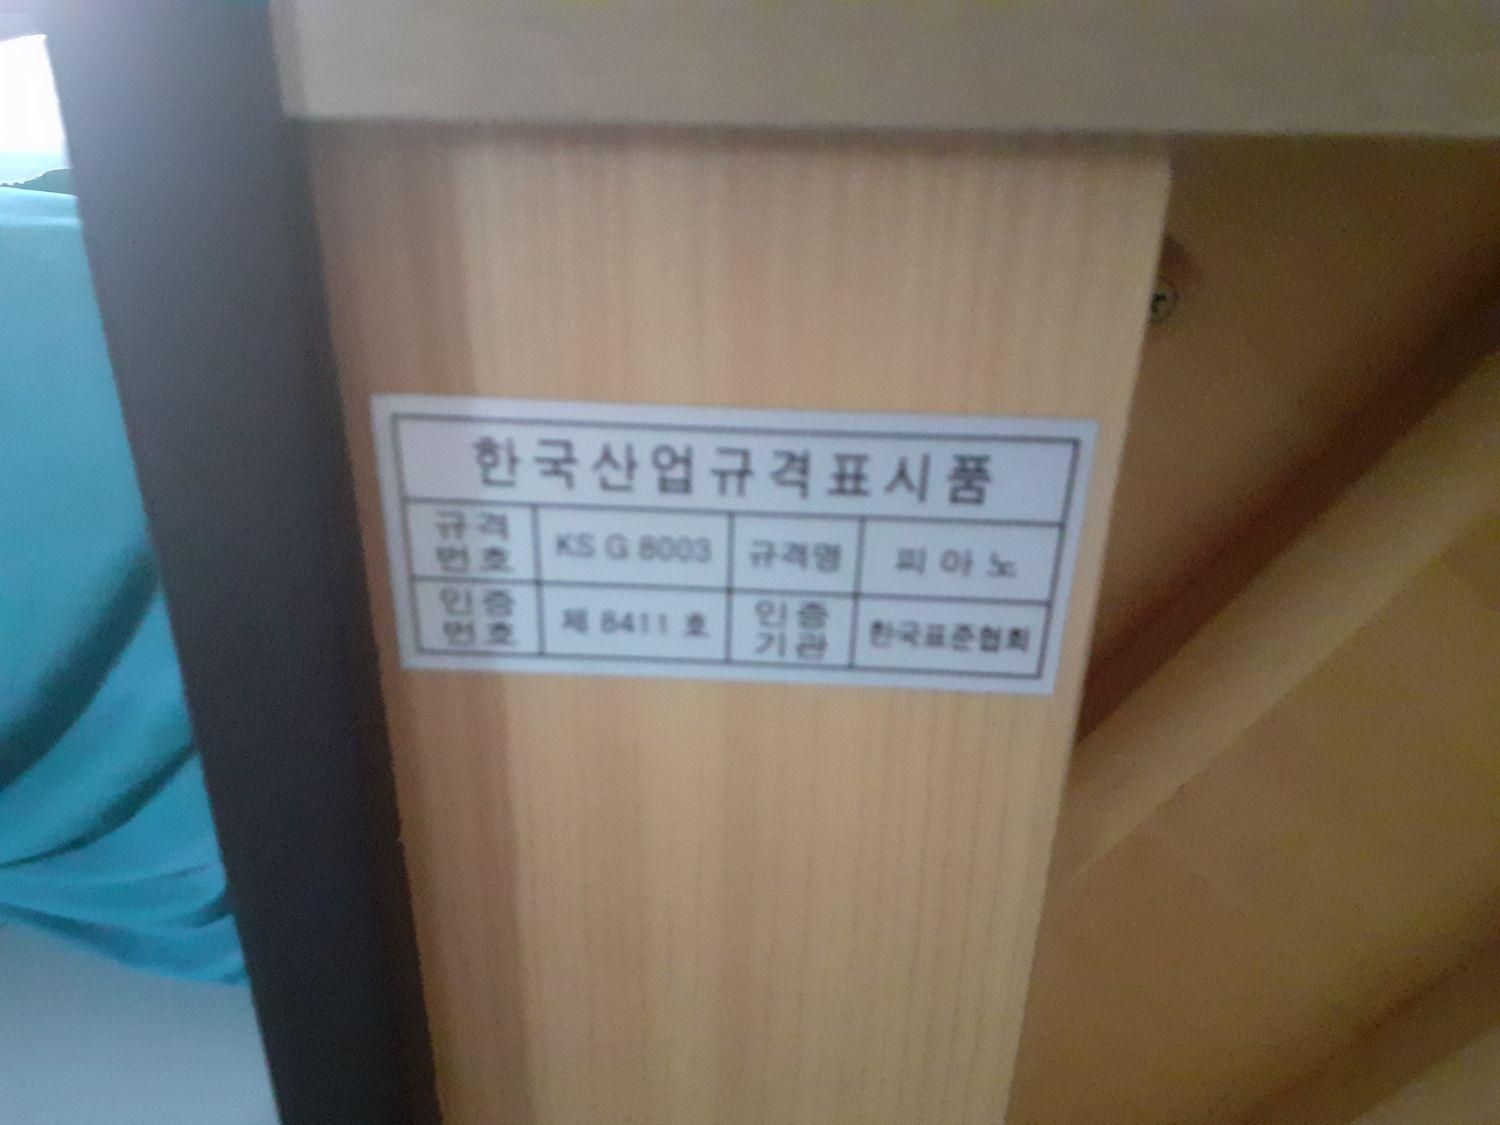 한국산업규격표시품
규격번호 KS G 8003 규격명 피아노
인증번호 제 8411 호 인증기관 한국표준협회